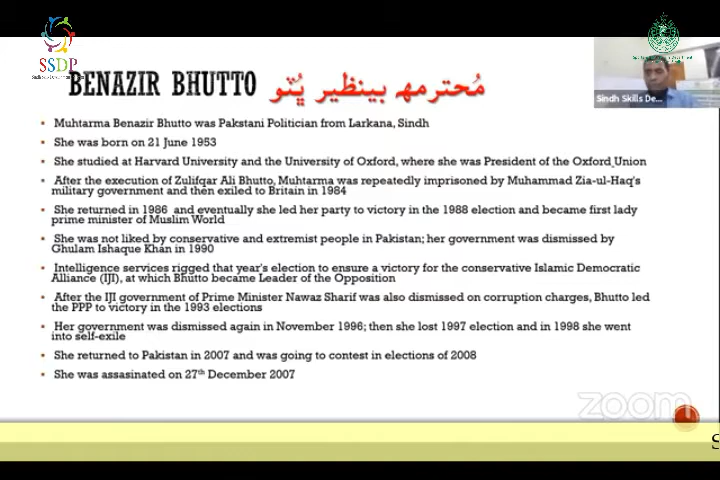 SSDP
BENAZIR BHUTTO مُحترمه بينظير ڀُٽو
Sindh Skills De...
Muhtarma Benazir Bhutto was Pakstani Politician from Larkana, Sindh
She was born on 21 June 1953
She studied at Harvard University and the University of Oxford, where she was President of the Oxford Union
After the execution of Zulifqar Ali Bhutto, Muhtarma was repeatedly imprisoned by Muhammad Zia-ul-Haq's
military government and then exiled to Britain in 1984
She returned in 1986 and eventually she led her party to victory in the 1988 election and became first lady
prime minister of Muslim World
She was not liked by conservative and extremist people in Pakistan; her government was dismissed by
Ghulam Ishaque Khan in 1990
Intelligence services rigged that year's election to ensure a victory for the conservative Islamic Democratic
Alliance (IJI), at which Bhutto became Leader of the Opposition
After the IJI government of Prime Minister Nawaz Sharif was also dismissed on corruption charges, Bhutto led
the PPP to victory in the 1993 elections
Her government was dismissed again in November 1996; then she lost 1997 election and in 1998 she went
into self-exile
She returned to Pakistan in 2007 and was going to contest in elections of 2008
She was assasinated on 27th December 2007
zoom
S